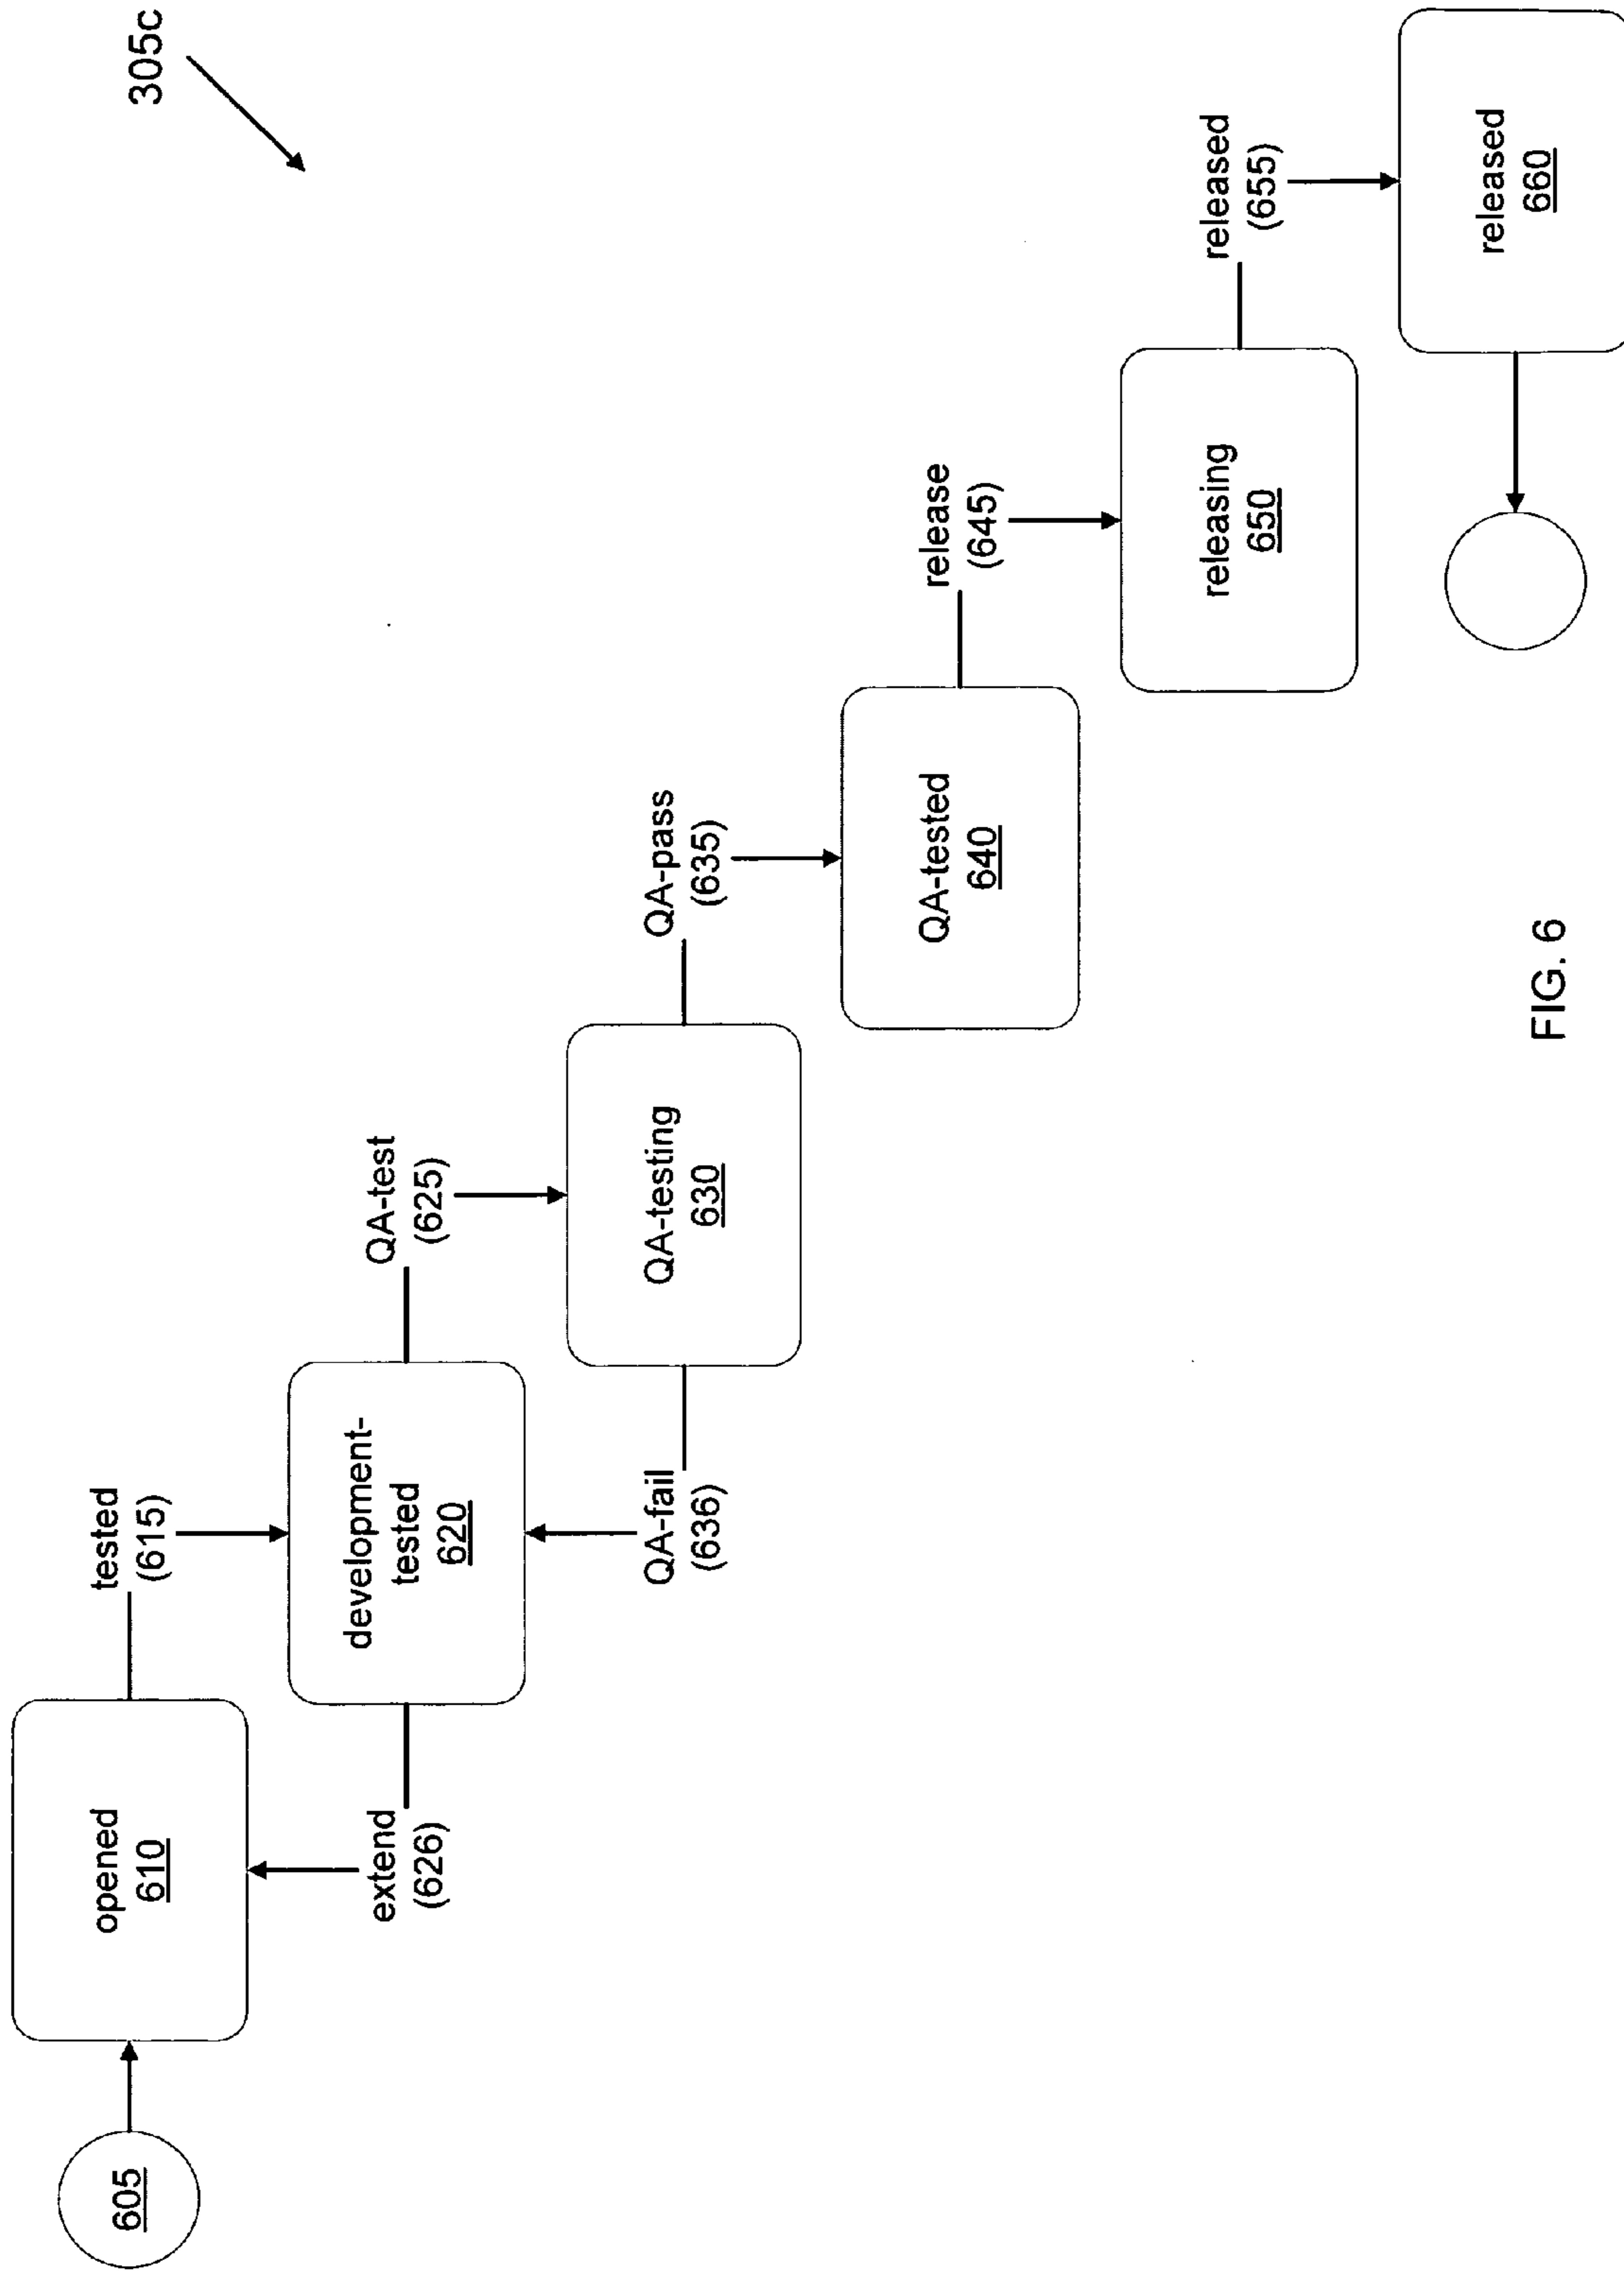 305c
605
opened
610
tested
(615)
extend
(626)
development-
tested
620
QA-test
(625)
QA-fail
(636)
QA-testing
630
QA-pass
(635)
QA-tested
640
release
(645)
releasing
650
released
(655)
released
660
FIG. 6